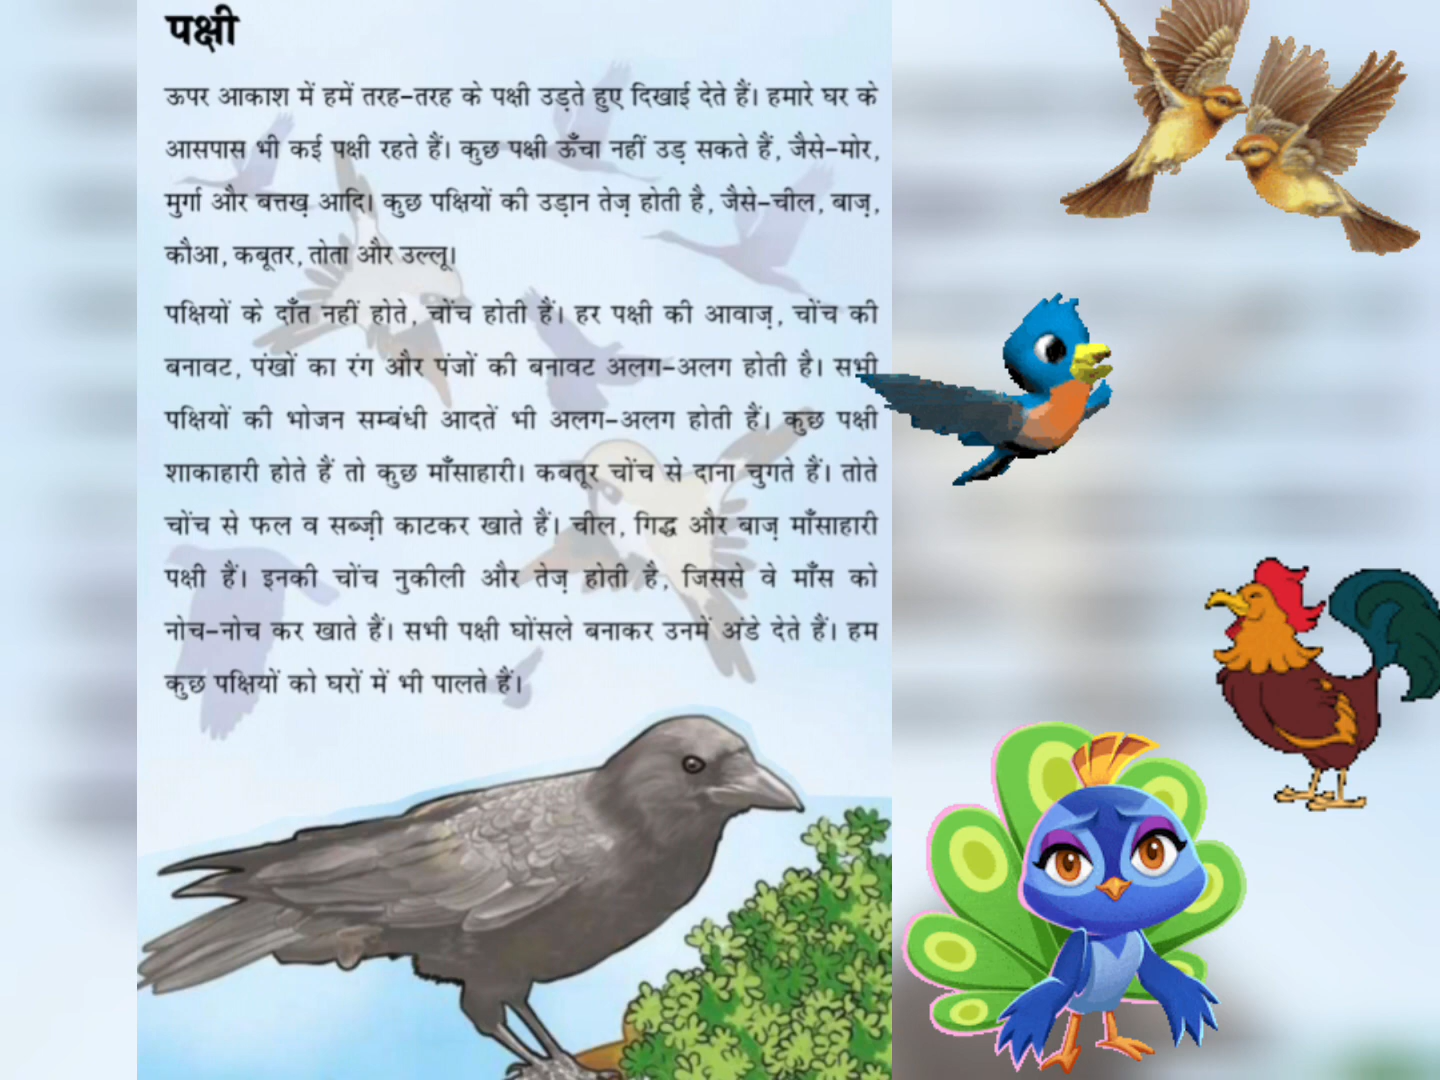 पक्षी
ऊपर आकाश में हमें तरह-तरह के पक्षी उड़ते हुए दिखाई देते हैं। हमारे घर के
आसपास भी कई पक्षी रहते हैं। कुछ पक्षी ऊँचा नहीं उड़ सकते हैं, जैसे-मोर,
मुर्गा और बत्तख़ आदि। कुछ पक्षियों की उड़ान तेज़ होती है, जैसे-चील, बाज़,
कौआ, कबूतर, तोता और उल्लू।
पक्षियों के दाँत नहीं होते, चोंच होती हैं। हर पक्षी की आवाज़, चोंच की
बनावट, पंखों का रंग और पंजों की बनावट अलग-अलग होती है। सभी
पक्षियों की भोजन सम्बंधी आदतें भी अलग-अलग होती हैं। कुछ पक्षी
शाकाहारी होते हैं तो कुछ माँसाहारी। कबतूर चोंच से दाना चुगते हैं। तोते
चोंच से फल व सब्ज़ी काटकर खाते हैं। चील, गिद्ध और बाज़ माँसाहारी
पक्षी हैं। इनकी चोंच नुकीली और तेज़ होती है, जिससे वे माँस को
नोच-नोच कर खाते हैं। सभी पक्षी घोंसले बनाकर उनमें अंडे देते हैं। हम
कुछ पक्षियों को घरों में भी पालते हैं।